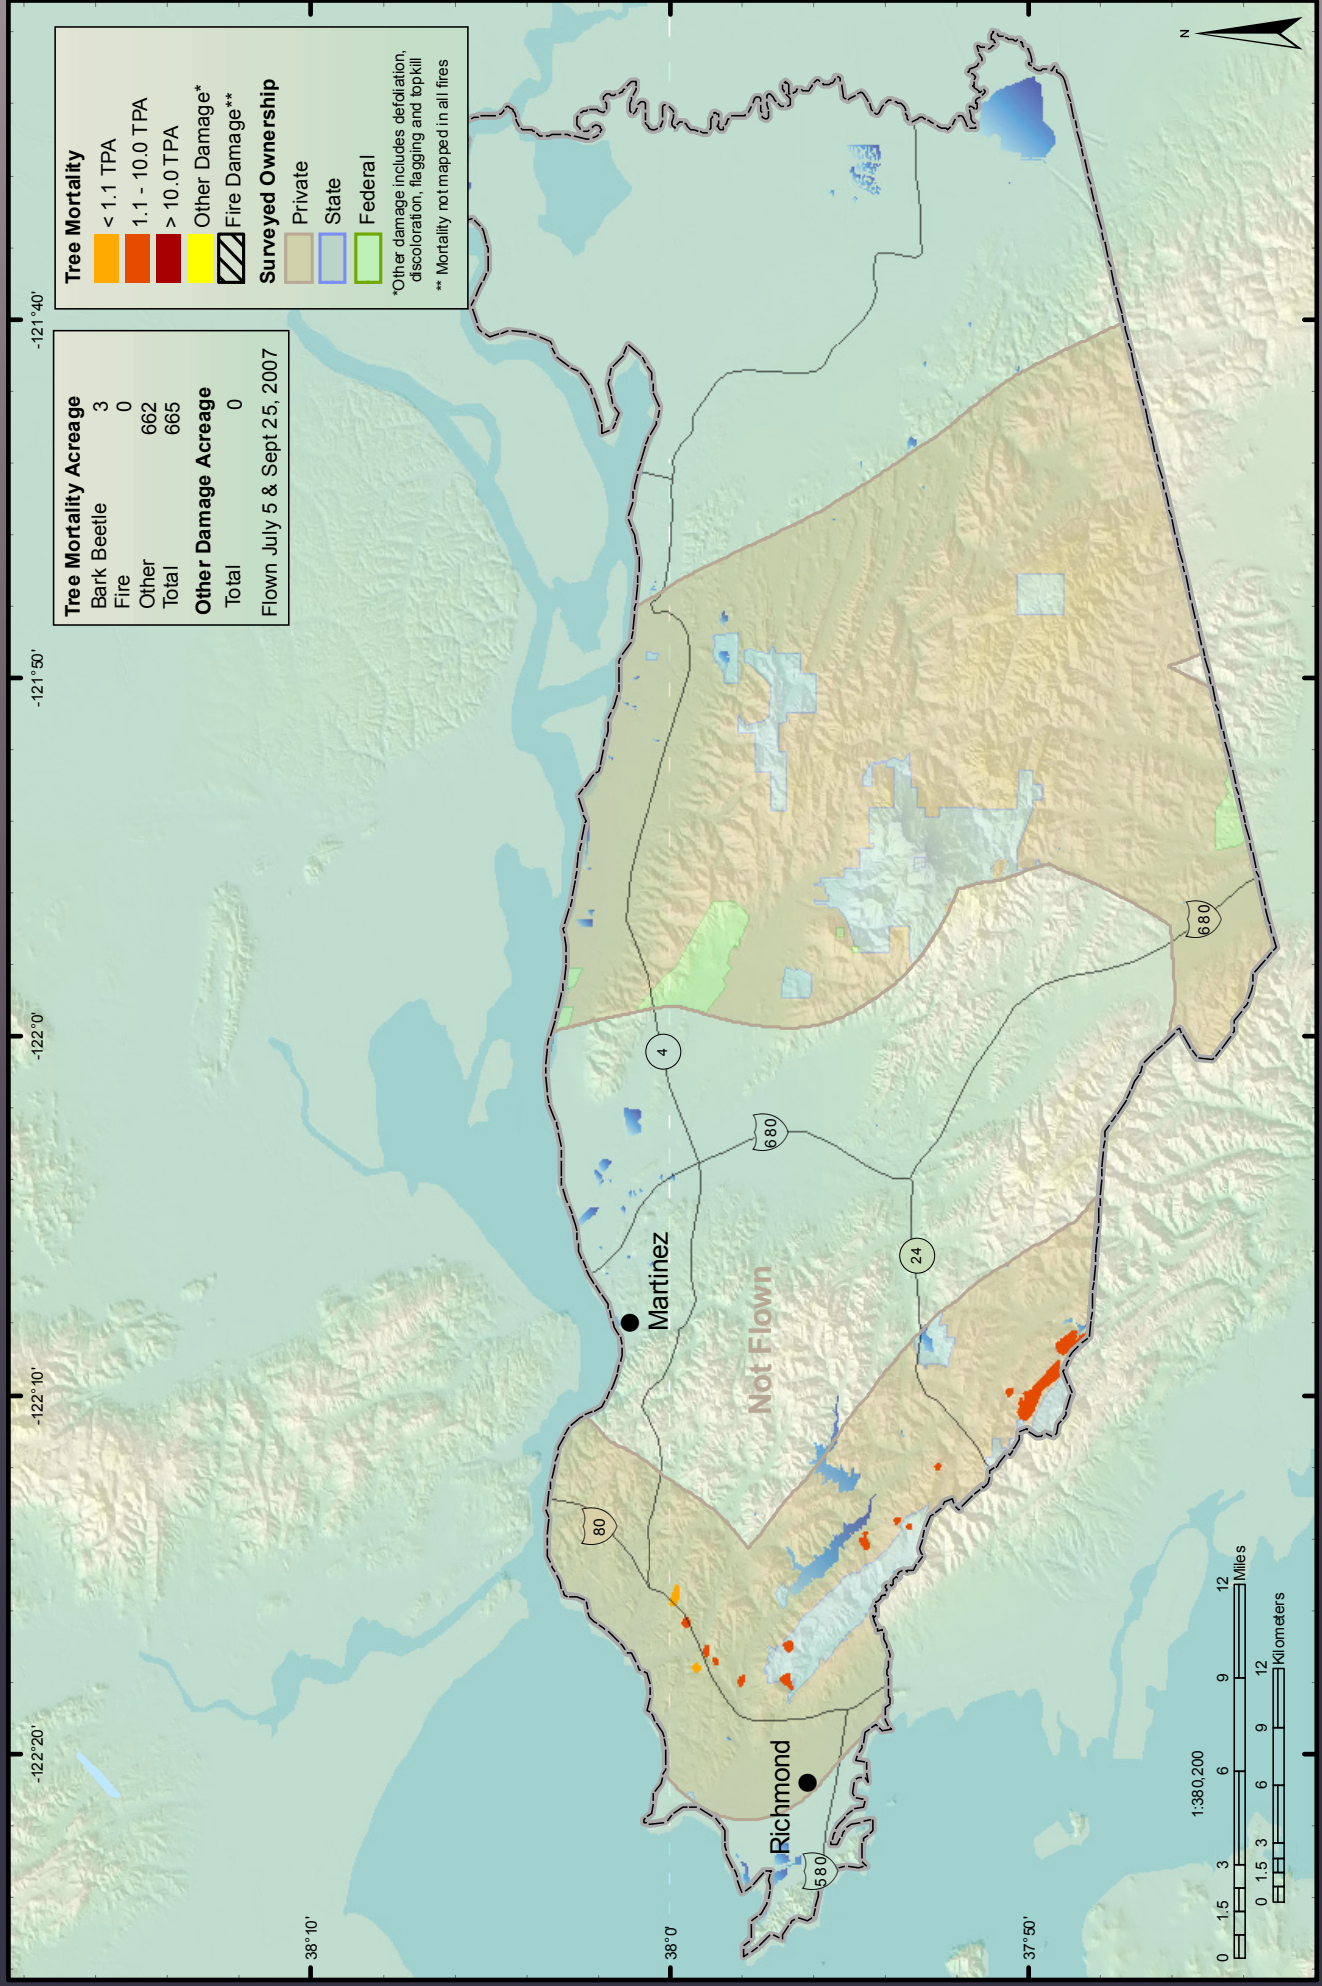 Tree Mortality Acreage
Bark Beetle 3
Fire 0
Other 662
Total 665
Other Damage Acreage
Total 0
Flown July 5 & Sept 25, 2007
Tree Mortality
< 1.1 TPA
1.1 - 10.0 TPA
> 10.0 TPA
Other Damage*
Fire Damage**
Surveyed Ownership
Private
State
Federal
*Other damage includes defoliation,
discoloration, flagging and topkill
** Mortality not mapped in all fires
-122°20'
-122°10'
-122°0'
-121°50'
-121°40'
38°10'
38°0'
37°50'
N
Martinez
Richmond
Not Flown
80
4
680
24
680
580
1:380,200
0 1.5 3 6 9 12
Miles
0 1.5 3 6 9 12
Kilometers